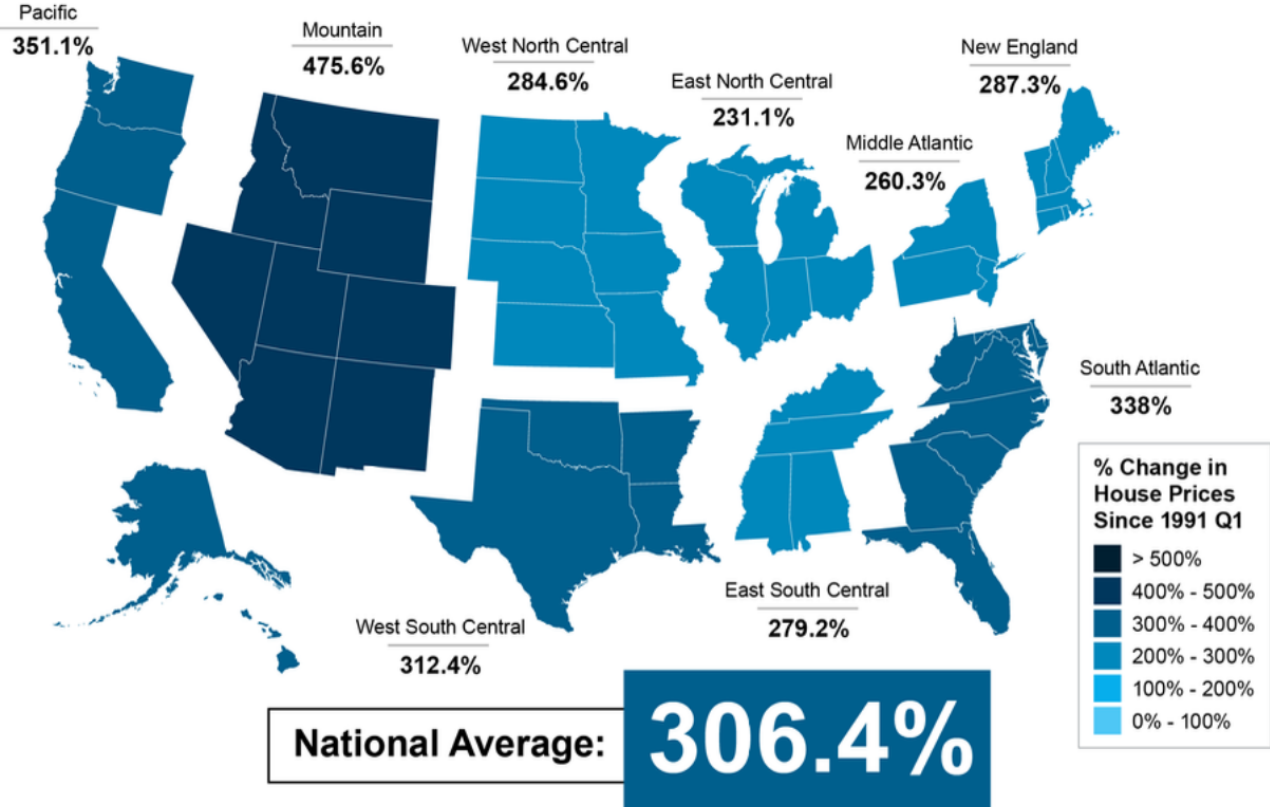 Pacific
351.1%
Mountain
475.6%
West North Central
284.6%
East North Central
231.1%
New England
287.3%
Middle Atlantic
260.3%
South Atlantic
338%
% Change in
House Prices
Since 1991 Q1
> 500%
400% - 500%
300% - 400%
200% - 300%
100% - 200%
0% - 100%
East South Central
279.2%
West South Central
312.4%
National Average:
306.4%